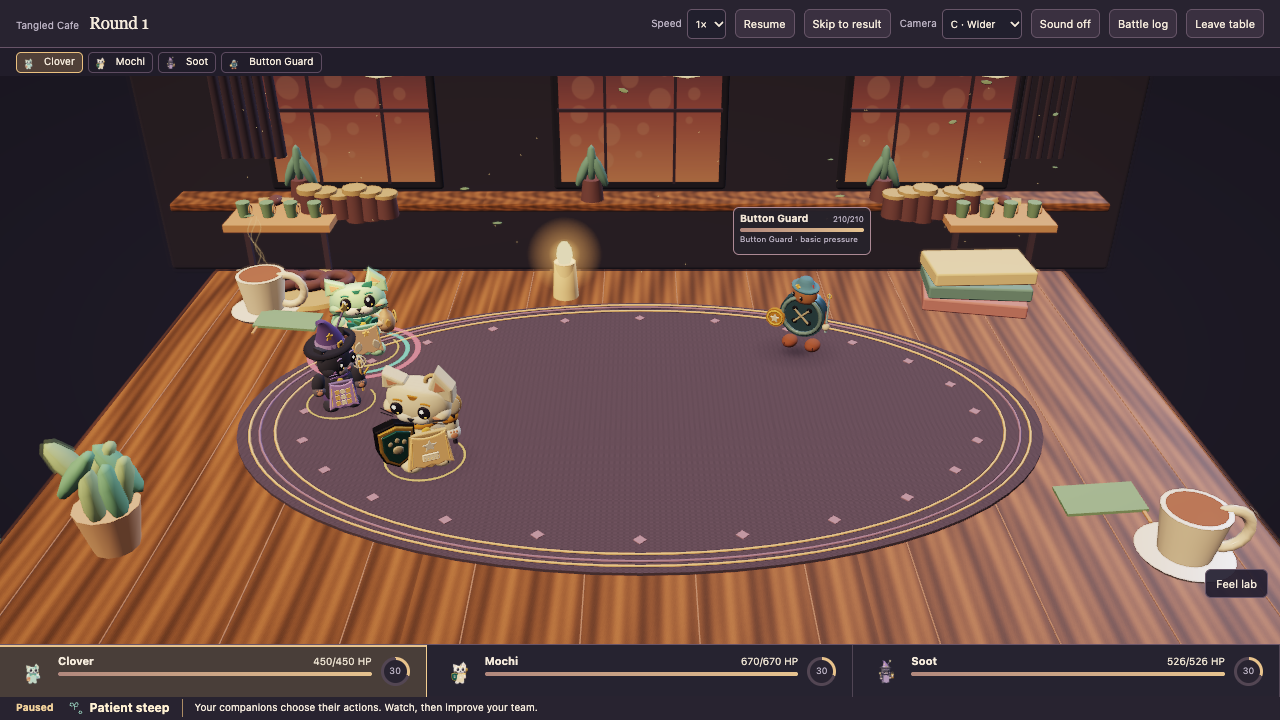 Tangled Cafe Round 1 Speed 1x Resume Skip to result Camera C · Wider Sound off Battle log Leave table
Clover Mochi Soot Button Guard
Button Guard 210/210
Button Guard · basic pressure
Feel lab
Clover 450/450 HP 30
Mochi 670/670 HP 30
Soot 526/526 HP 30
Paused Patient steep Your companions choose their actions. Watch, then improve your team.